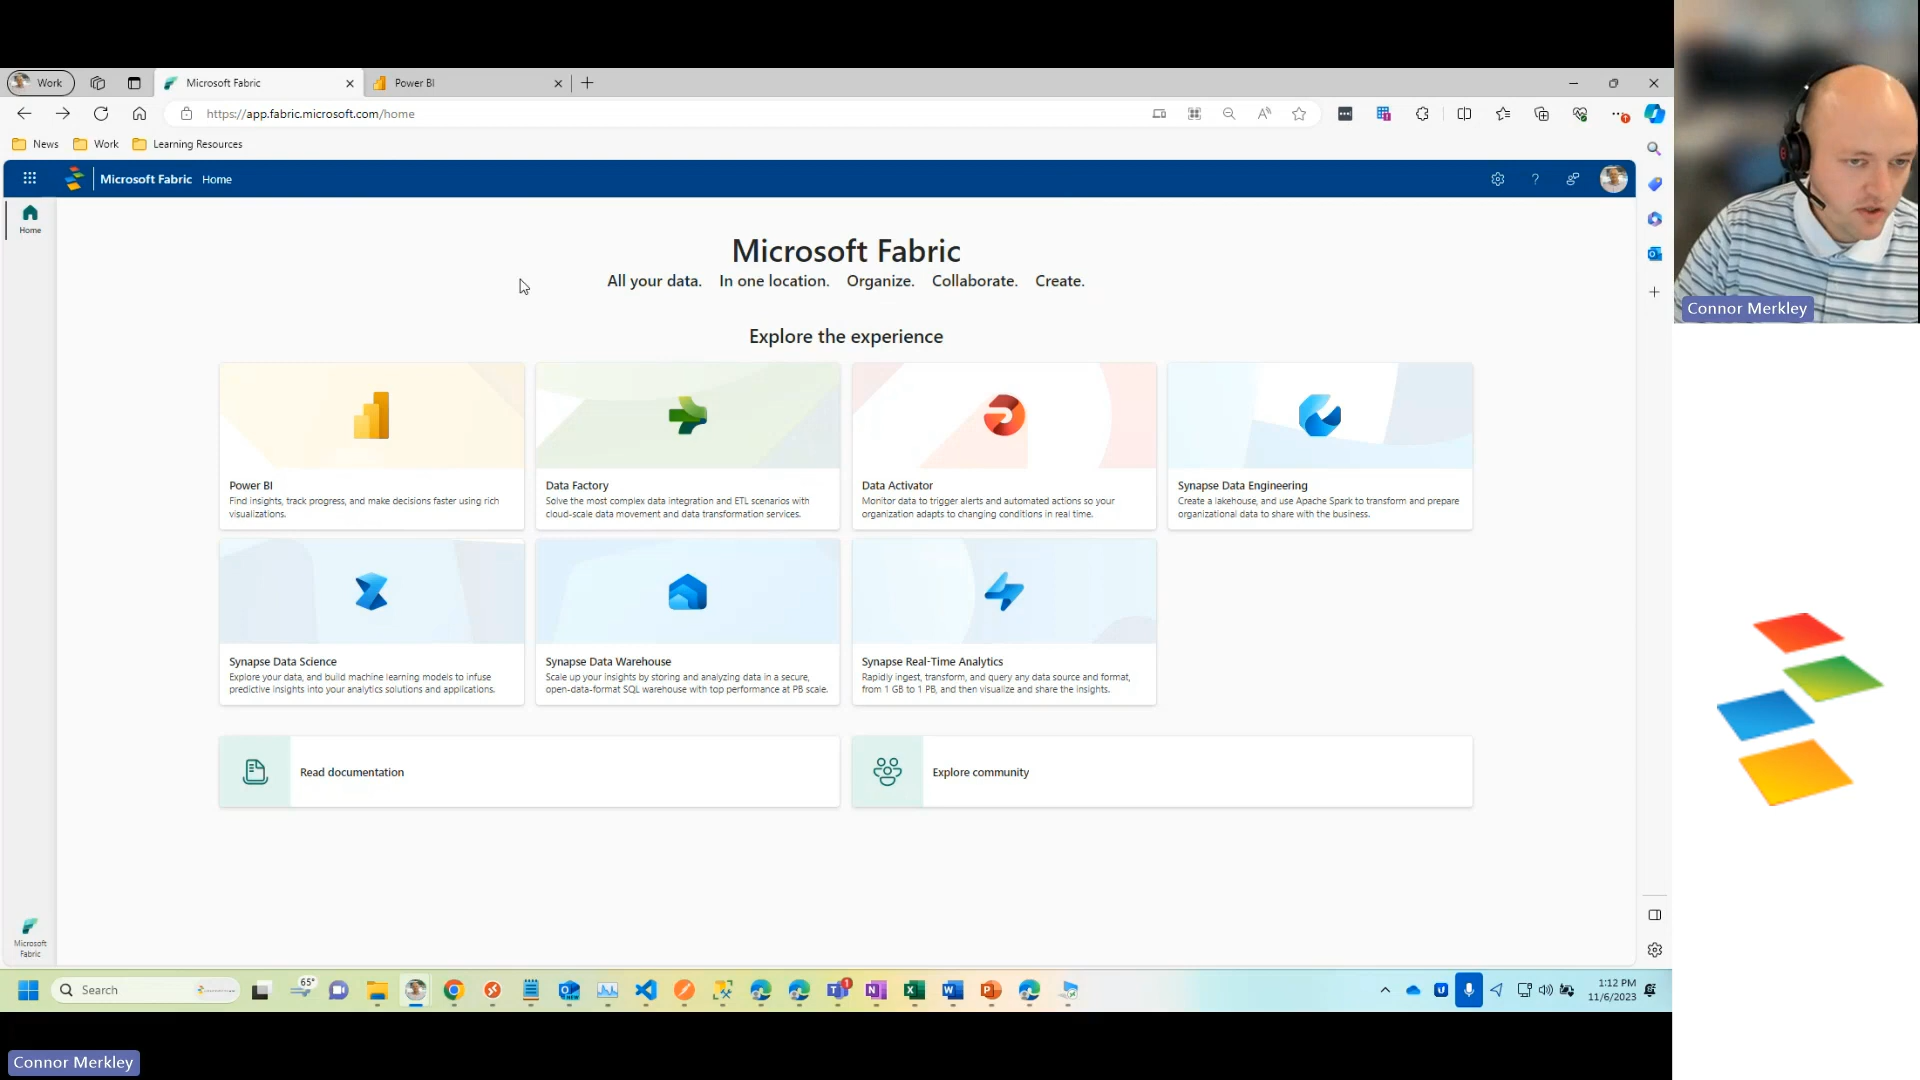 Work
Microsoft Fabric
Power BI
https://app.fabric.microsoft.com/home
News
Work
Learning Resources
Microsoft Fabric Home
Home
Microsoft Fabric
All your data. In one location. Organize. Collaborate. Create.
Explore the experience
Power BI
Find insights, track progress, and make decisions faster using rich
visualizations.
Data Factory
Solve the most complex data integration and ETL scenarios with
cloud-scale data movement and data transformation services.
Data Activator
Monitor data to trigger alerts and automated actions so your
organization adapts to changing conditions in real time.
Synapse Data Engineering
Create a lakehouse, and use Apache Spark to transform and prepare
organizational data to share with the business.
Synapse Data Science
Explore your data, and build machine learning models to infuse
predictive insights into your analytics solutions and applications.
Synapse Data Warehouse
Scale up your insights by storing and analyzing data in a secure,
open-data-format SQL warehouse with top performance at PB scale.
Synapse Real-Time Analytics
Rapidly ingest, transform, and query any data source and format,
from 1 GB to 1 PB, and then visualize and share the insights.
Read documentation
Explore community
Microsoft
Fabric
Search
65°
1:12 PM
11/6/2023
Connor Merkley
Connor Merkley